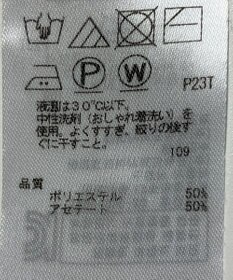 P
W
P23T
液温は30℃以下、
中性洗剤（おしゃれ着洗い）を
使用。よくすすぎ、絞りの後す
ぐに干すこと。
109
品質
ポリエステル 50%
アセテート 50%